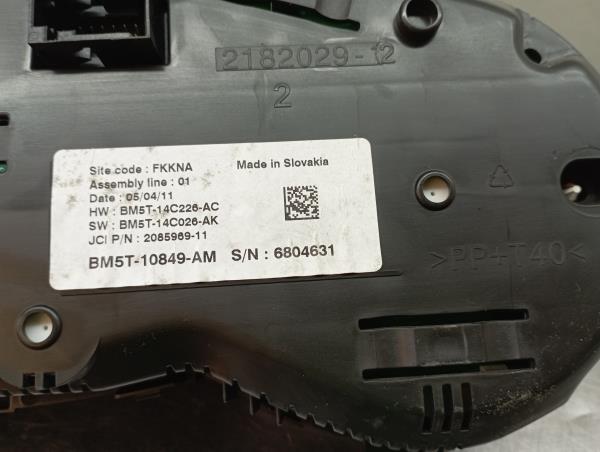 2182029-12
2
Site code : FKKNA Made in Slovakia
Assembly line : 01
Date : 05/04/11
HW : BM5T-14C226-AC
SW : BM5T-14C026-AK
JCI P/N : 2085969-11
BM5T-10849-AM S/N : 6804631
>PP+T40<